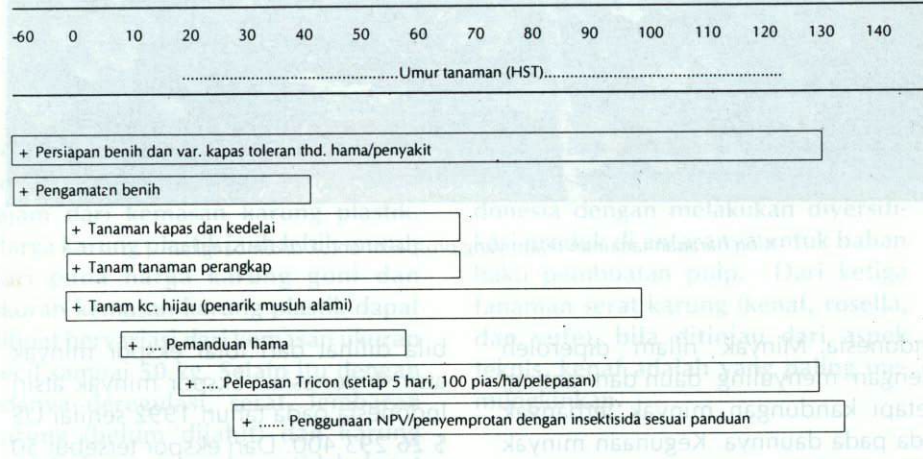 -60 0 10 20 30 40 50 60 70 80 90 100 110 120 130 140
....................................................Umur tanaman (HST)........................................................
+ Persiapan benih dan var. kapas toleran thd. hama/penyakit
+ Pengamatan benih
+ Tanaman kapas dan kedelai
+ Tanam tanaman perangkap
+ Tanam kc. hijau (penarik musuh alami)
+ ... Pemanduan hama
+ ..... Pelepasan Tricon (setiap 5 hari, 100 pias/ha/pelepasan)
+ ...... Penggunaan NPV/penyemprotan dengan insektisida sesuai panduan